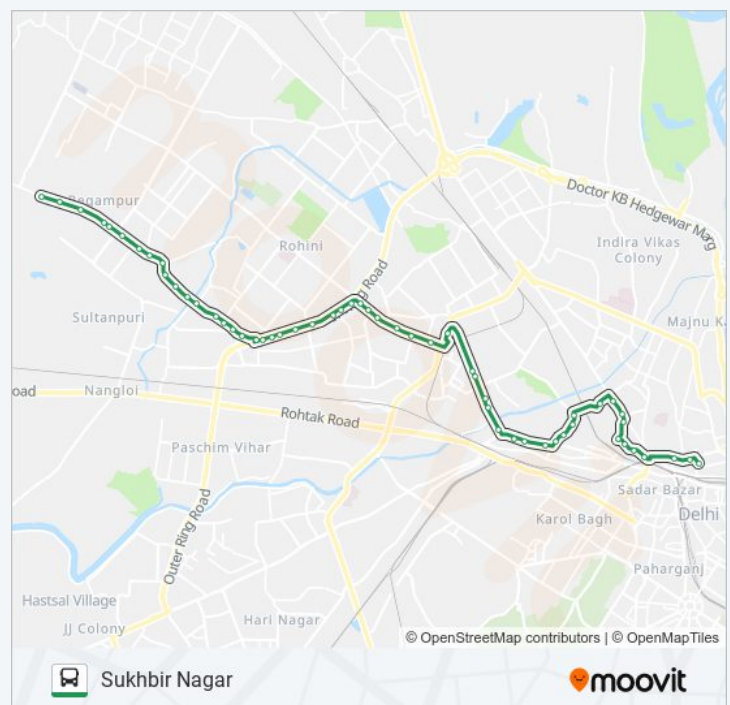 Begampur
Doctor KB Hedgewar Marg
Indira Vikas
Colony
Rohini
Road
Sultanpuri
Majnu Ka
oad
Nangloi
Rohtak Road
Paschim Vihar
Sadar Bazar
Karol Bagh
Delhi
Outer Ring Road
Paharganj
Hastsal Village
JJ Colony
Hari Nagar
© OpenStreetMap contributors | © OpenMapTiles
Sukhbir Nagar
moovit